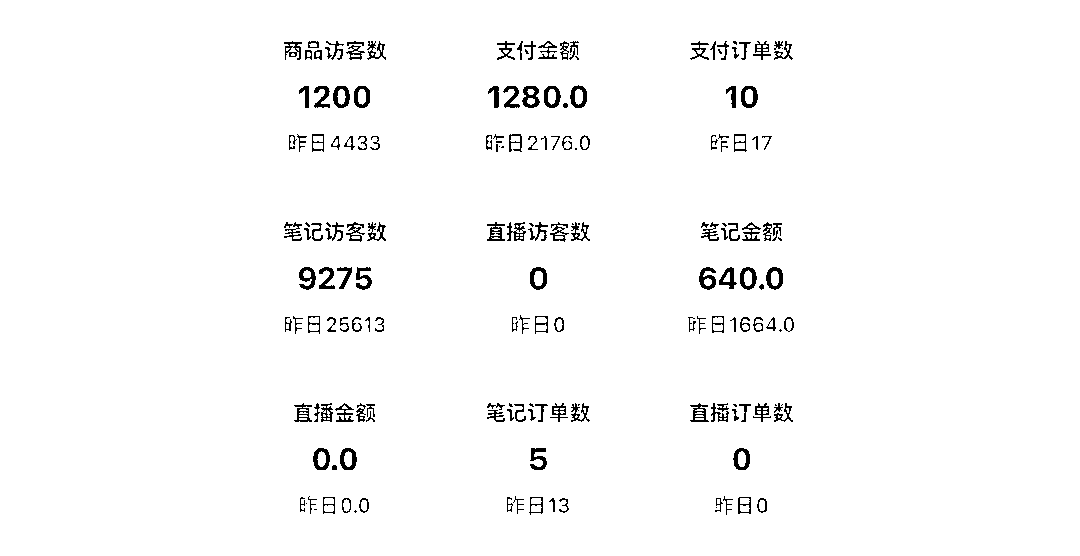 商品访客数 支付金额 支付订单数
1200 1280.0 10
昨日4433 昨日2176.0 昨日17
笔记访客数 直播访客数 笔记金额
9275 0 640.0
昨日25613 昨日0 昨日1664.0
直播金额 笔记订单数 直播订单数
0.0 5 0
昨日0.0 昨日13 昨日0